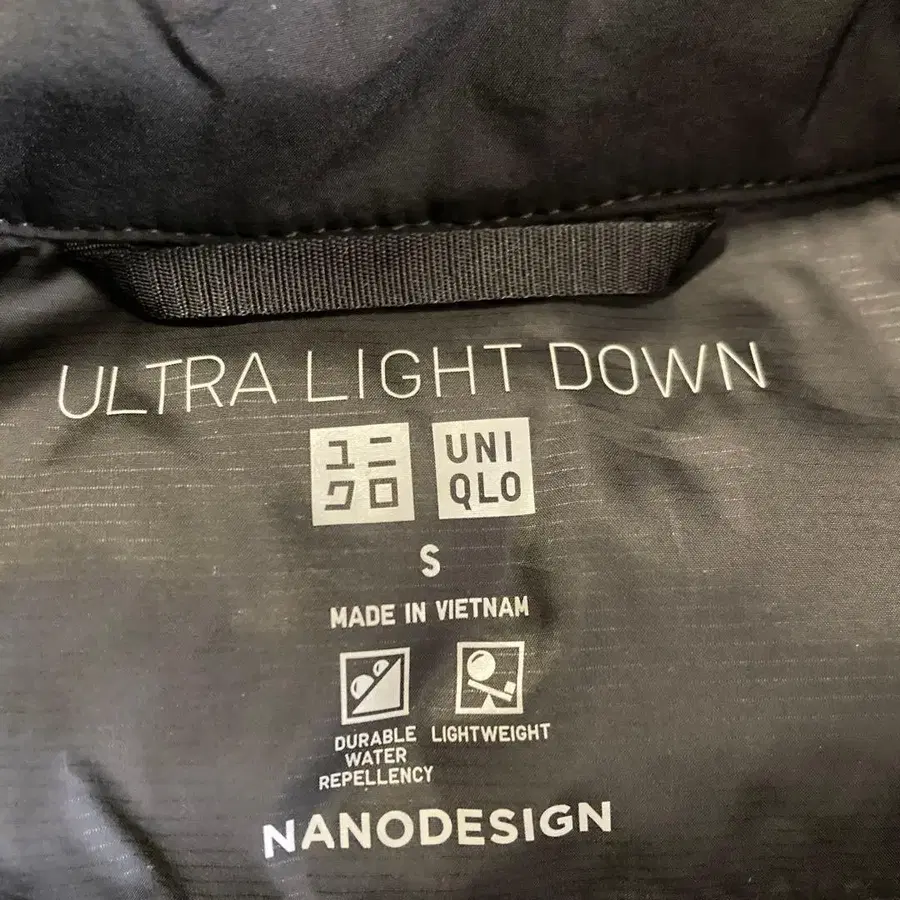 ULTRA LIGHT DOWN
ユニ UNI
クロ QLO
S
MADE IN VIETNAM
DURABLE WATER REPELLENCY
LIGHTWEIGHT
NANODESIGN